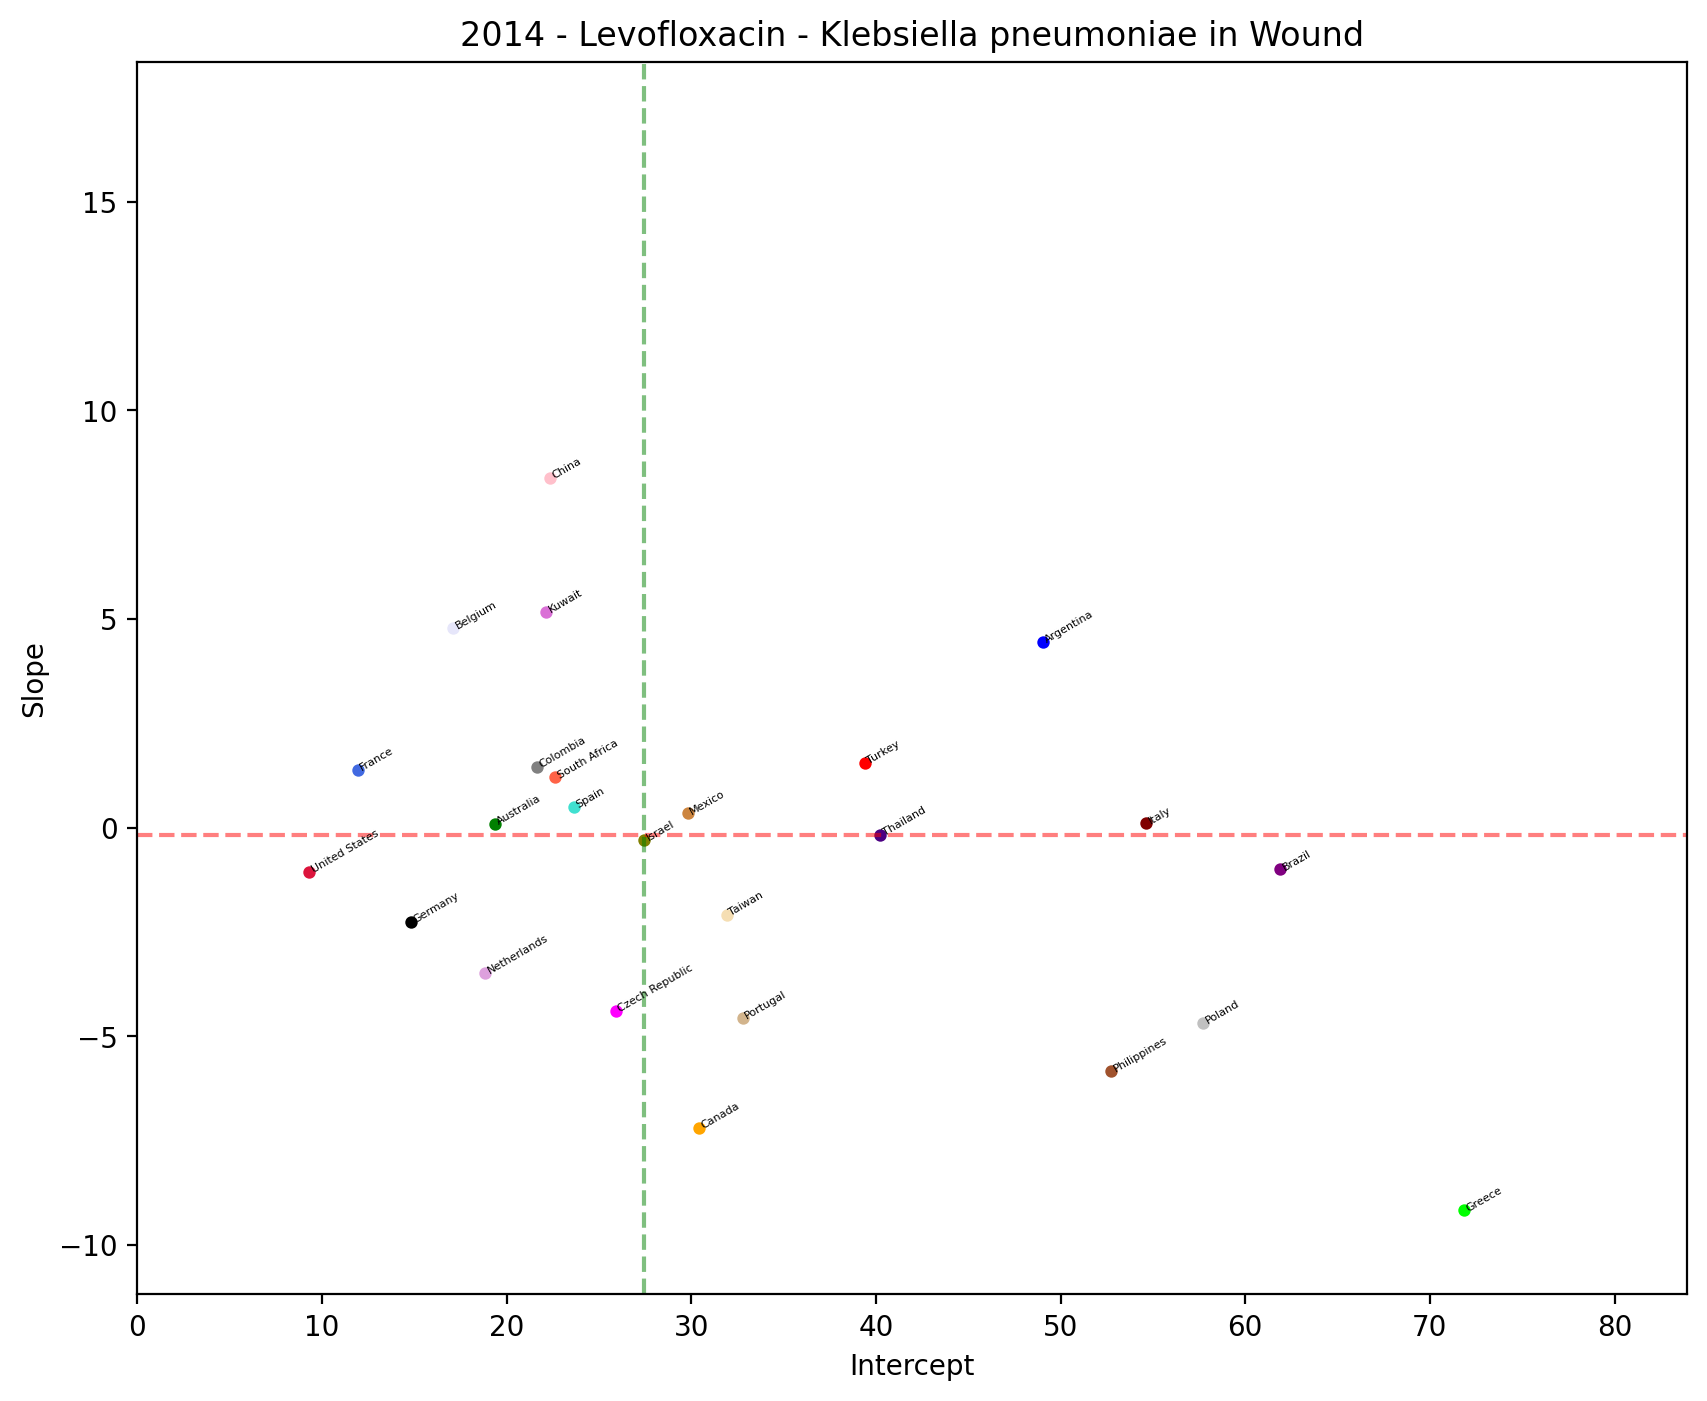 2014 - Levofloxacin - Klebsiella pneumoniae in Wound
15
10
5
0
−5
−10
Slope
China
Belgium
Kuwait
Argentina
France
Colombia
South Africa
Turkey
Spain
Australia
Mexico
Israel
Thailand
Italy
United States
Brazil
Germany
Taiwan
Netherlands
Czech Republic
Portugal
Poland
Philippines
Canada
Greece
0 10 20 30 40 50 60 70 80
Intercept